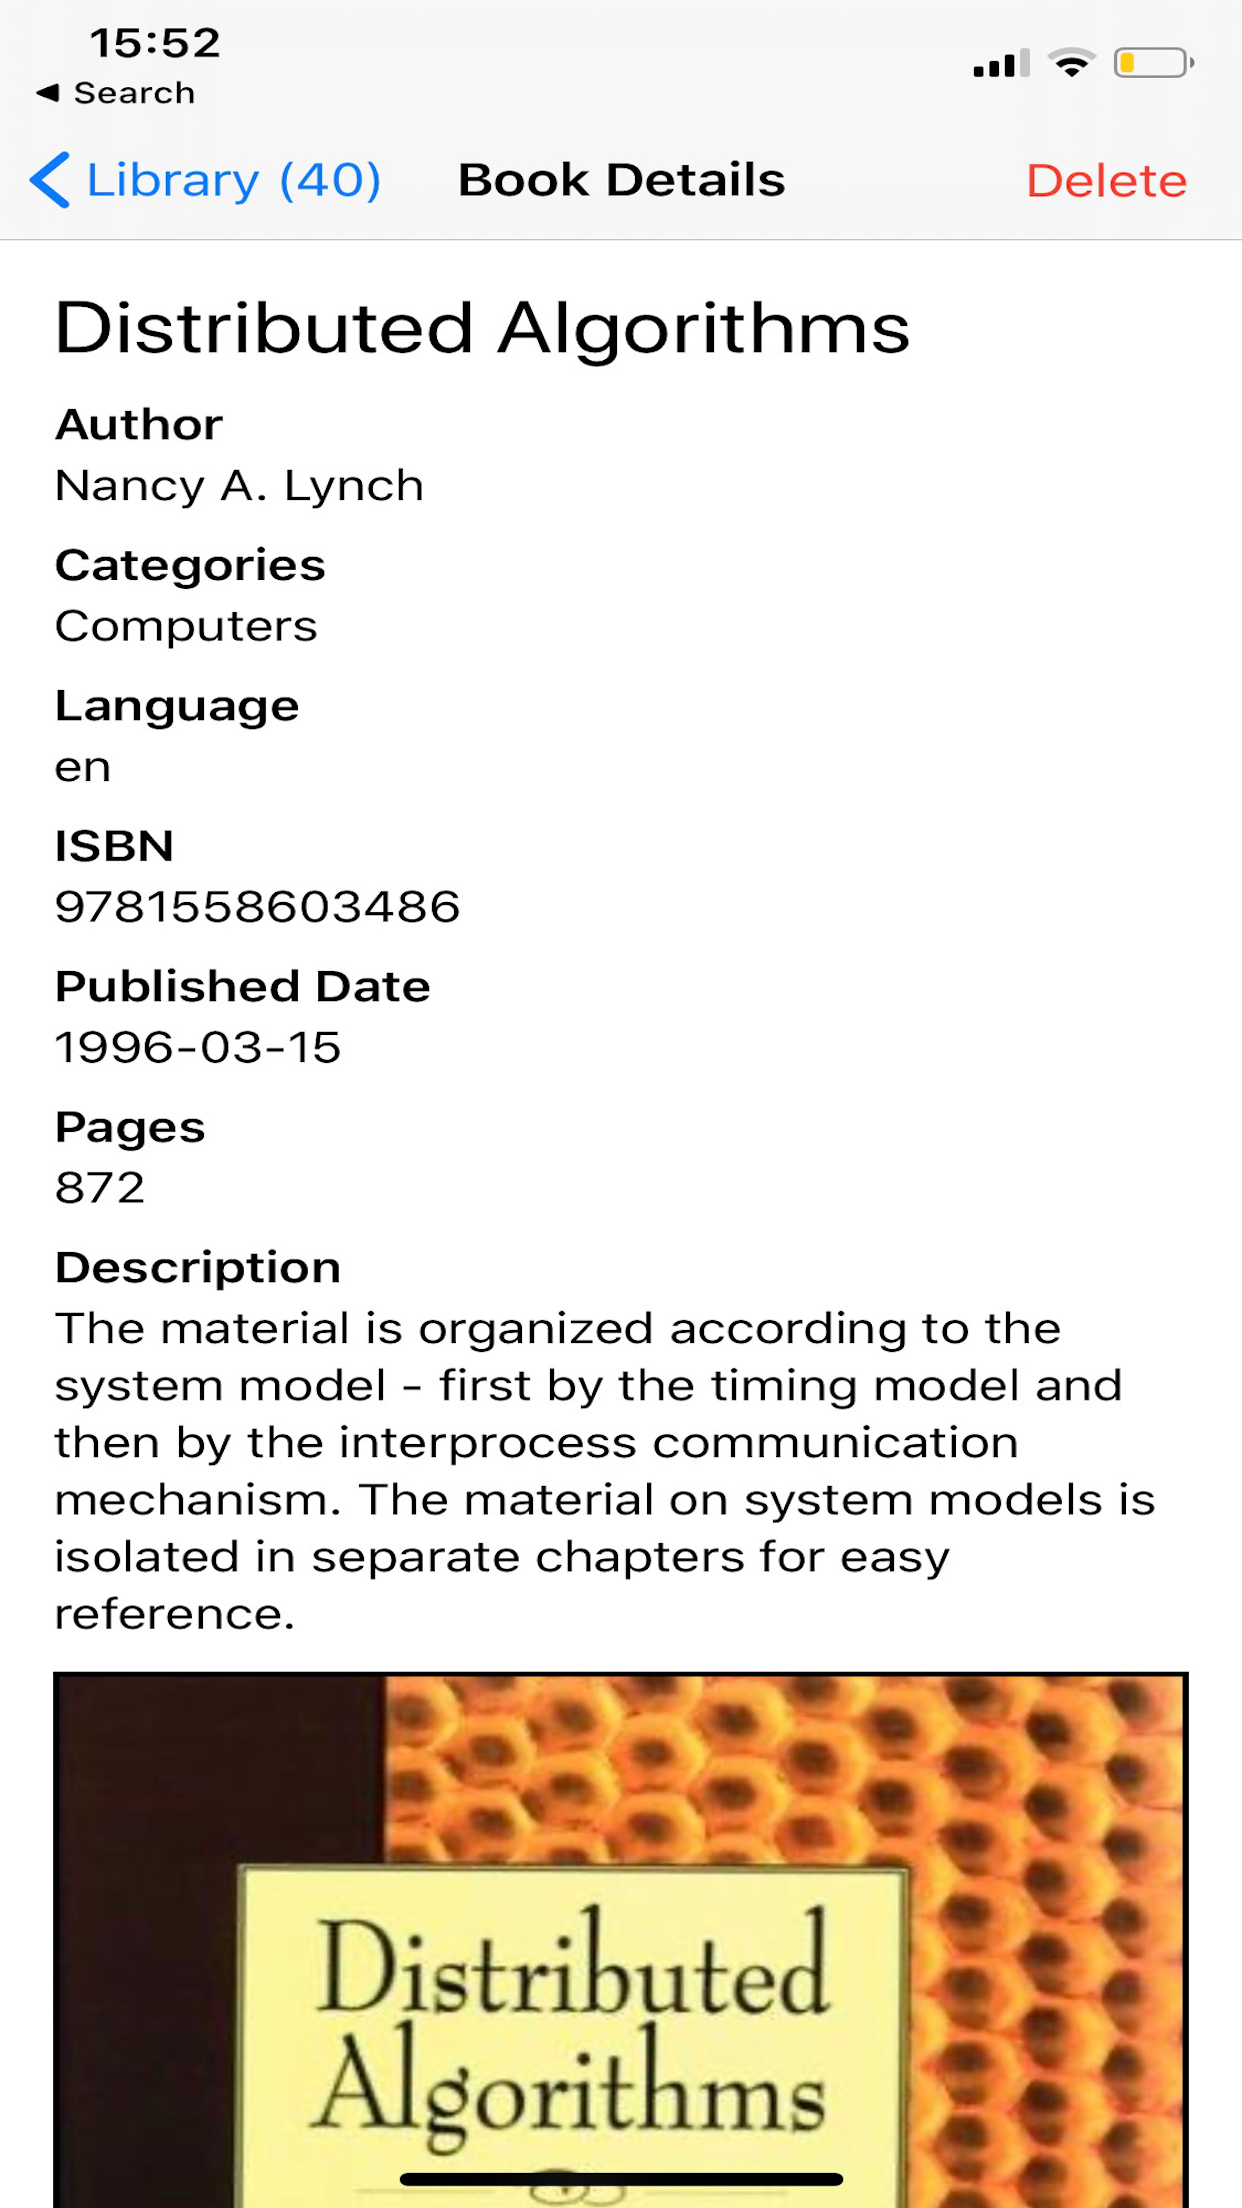 15:52
Search
Library (40)
Book Details
Delete
Distributed Algorithms
Author
Nancy A. Lynch
Categories
Computers
Language
en
ISBN
9781558603486
Published Date
1996-03-15
Pages
872
Description
The material is organized according to the
system model - first by the timing model and
then by the interprocess communication
mechanism. The material on system models is
isolated in separate chapters for easy
reference.
Distributed
Algorithms